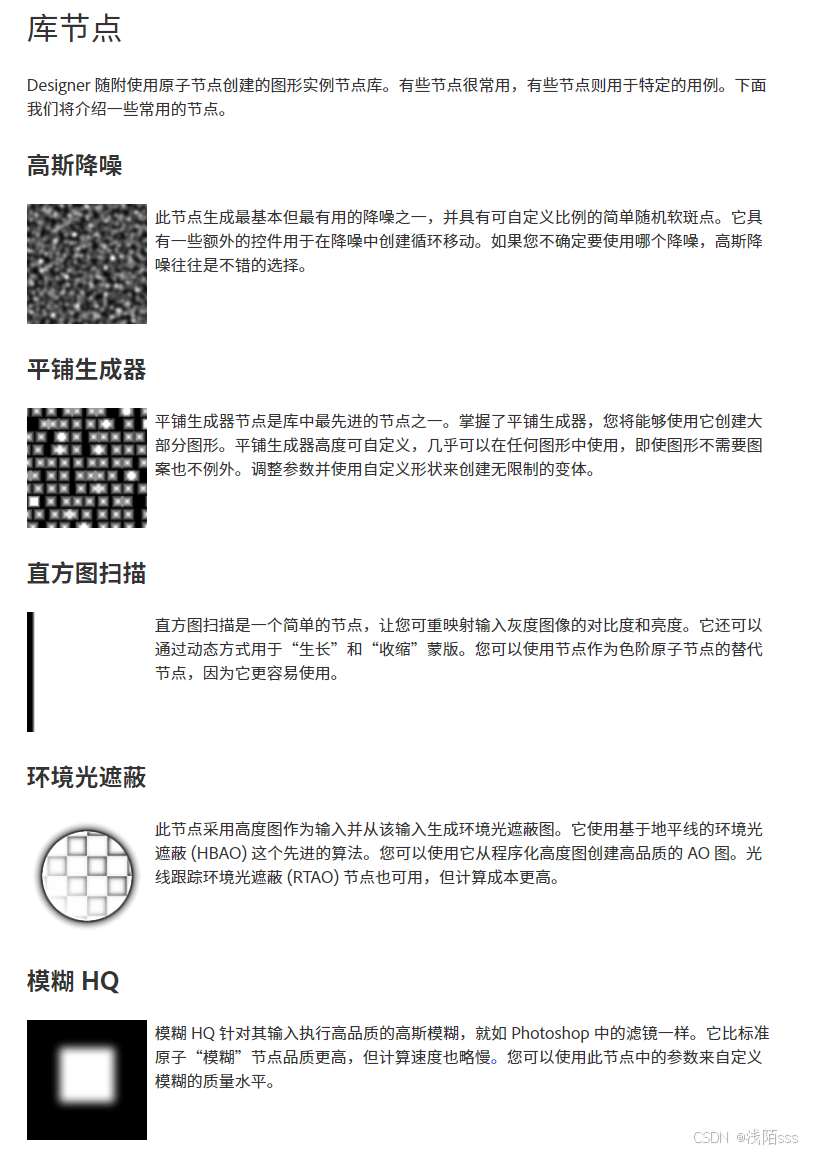 库节点
Designer 随附使用原子节点创建的图形实例节点库。有些节点很常用，有些节点则用于特定的用例。下面
我们将介绍一些常用的节点。
高斯降噪
此节点生成最基本但最有用的降噪之一，并具有可自定义比例的简单随机软斑点。它具
有一些额外的控件用于在降噪中创建循环移动。如果您不确定要使用哪个降噪，高斯降
噪往往是不错的选择。
平铺生成器
平铺生成器节点是库中最先进的节点之一。掌握了平铺生成器，您将能够使用它创建大
部分图形。平铺生成器高度可自定义，几乎可以在任何图形中使用，即使图形不需要图
案也不例外。调整参数并使用自定义形状来创建无限制的变体。
直方图扫描
直方图扫描是一个简单的节点，让您可重映射输入灰度图像的对比度和亮度。它还可以
通过动态方式用于“生长”和“收缩”蒙版。您可以使用节点作为色阶原子节点的替代
节点，因为它更容易使用。
环境光遮蔽
此节点采用高度图作为输入并从该输入生成环境光遮蔽图。它使用基于地平线的环境光
遮蔽 (HBAO) 这个先进的算法。您可以使用它从程序化高度图创建高品质的 AO 图。光
线跟踪环境光遮蔽 (RTAO) 节点也可用，但计算成本更高。
模糊 HQ
模糊 HQ 针对其输入执行高品质的高斯模糊，就如 Photoshop 中的滤镜一样。它比标准
原子“模糊”节点品质更高，但计算速度也略慢。您可以使用此节点中的参数来自定义
模糊的质量水平。
CSDN @浅陌sss